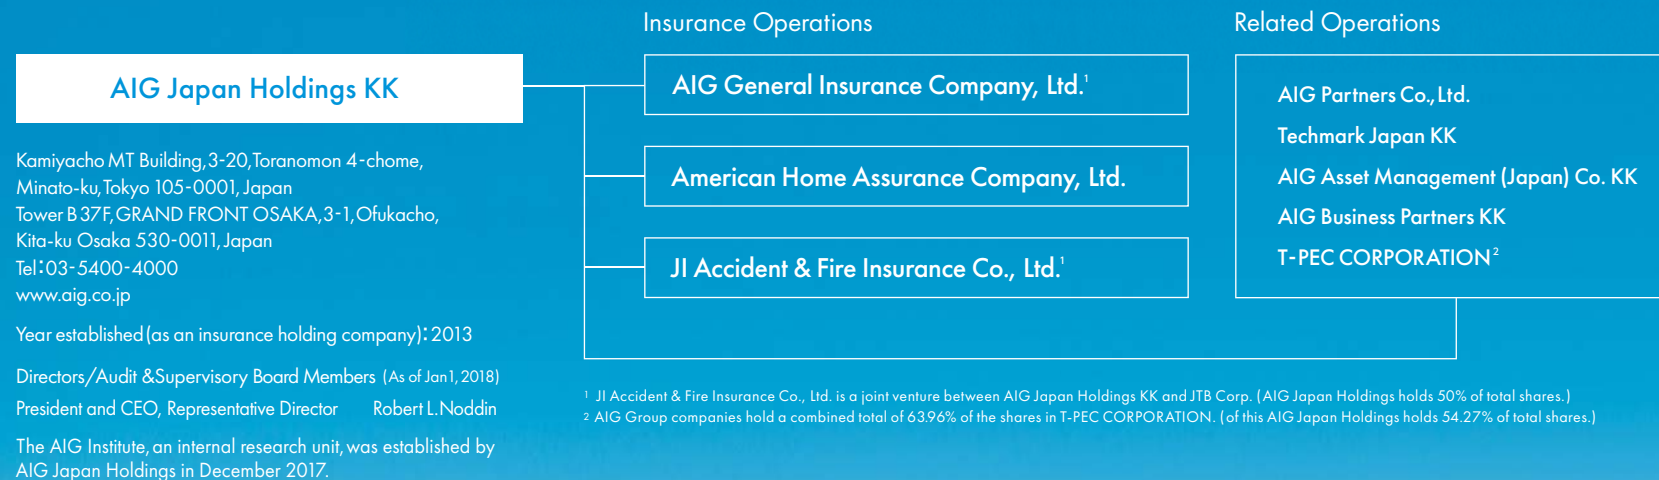 AIG Japan Holdings KK
Kamiyacho MT Building,3-20,Toranomon 4-chome,
Minato-ku,Tokyo 105-0001, Japan
Tower B 37F,GRAND FRONT OSAKA,3-1,Ofukacho,
Kita-ku Osaka 530-0011, Japan
Tel:03-5400-4000
www.aig.co.jp
Year established (as an insurance holding company):2013
Directors/Audit &Supervisory Board Members (As of Jan1,2018)
President and CEO, Representative Director Robert L.Noddin
The AIG Institute, an internal research unit, was established by
AIG Japan Holdings in December 2017.
Insurance Operations
AIG General Insurance Company, Ltd.¹
American Home Assurance Company, Ltd.
JI Accident & Fire Insurance Co., Ltd.¹
Related Operations
AIG Partners Co.,Ltd.
Techmark Japan KK
AIG Asset Management (Japan) Co. KK
AIG Business Partners KK
T-PEC CORPORATION²
¹ JI Accident & Fire Insurance Co., Ltd. is a joint venture between AIG Japan Holdings KK and JTB Corp. (AIG Japan Holdings holds 50% of total shares.)
² AIG Group companies hold a combined total of 63.96% of the shares in T-PEC CORPORATION. (of this AIG Japan Holdings holds 54.27% of total shares.)